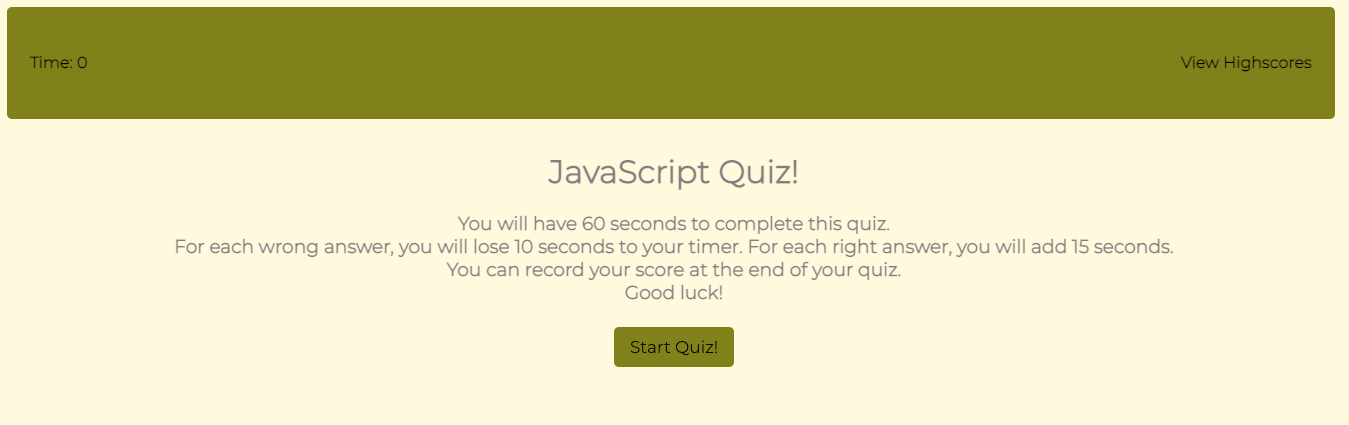 Time: 0
View Highscores
JavaScript Quiz!
You will have 60 seconds to complete this quiz.
For each wrong answer, you will lose 10 seconds to your timer. For each right answer, you will add 15 seconds.
You can record your score at the end of your quiz.
Good luck!
Start Quiz!